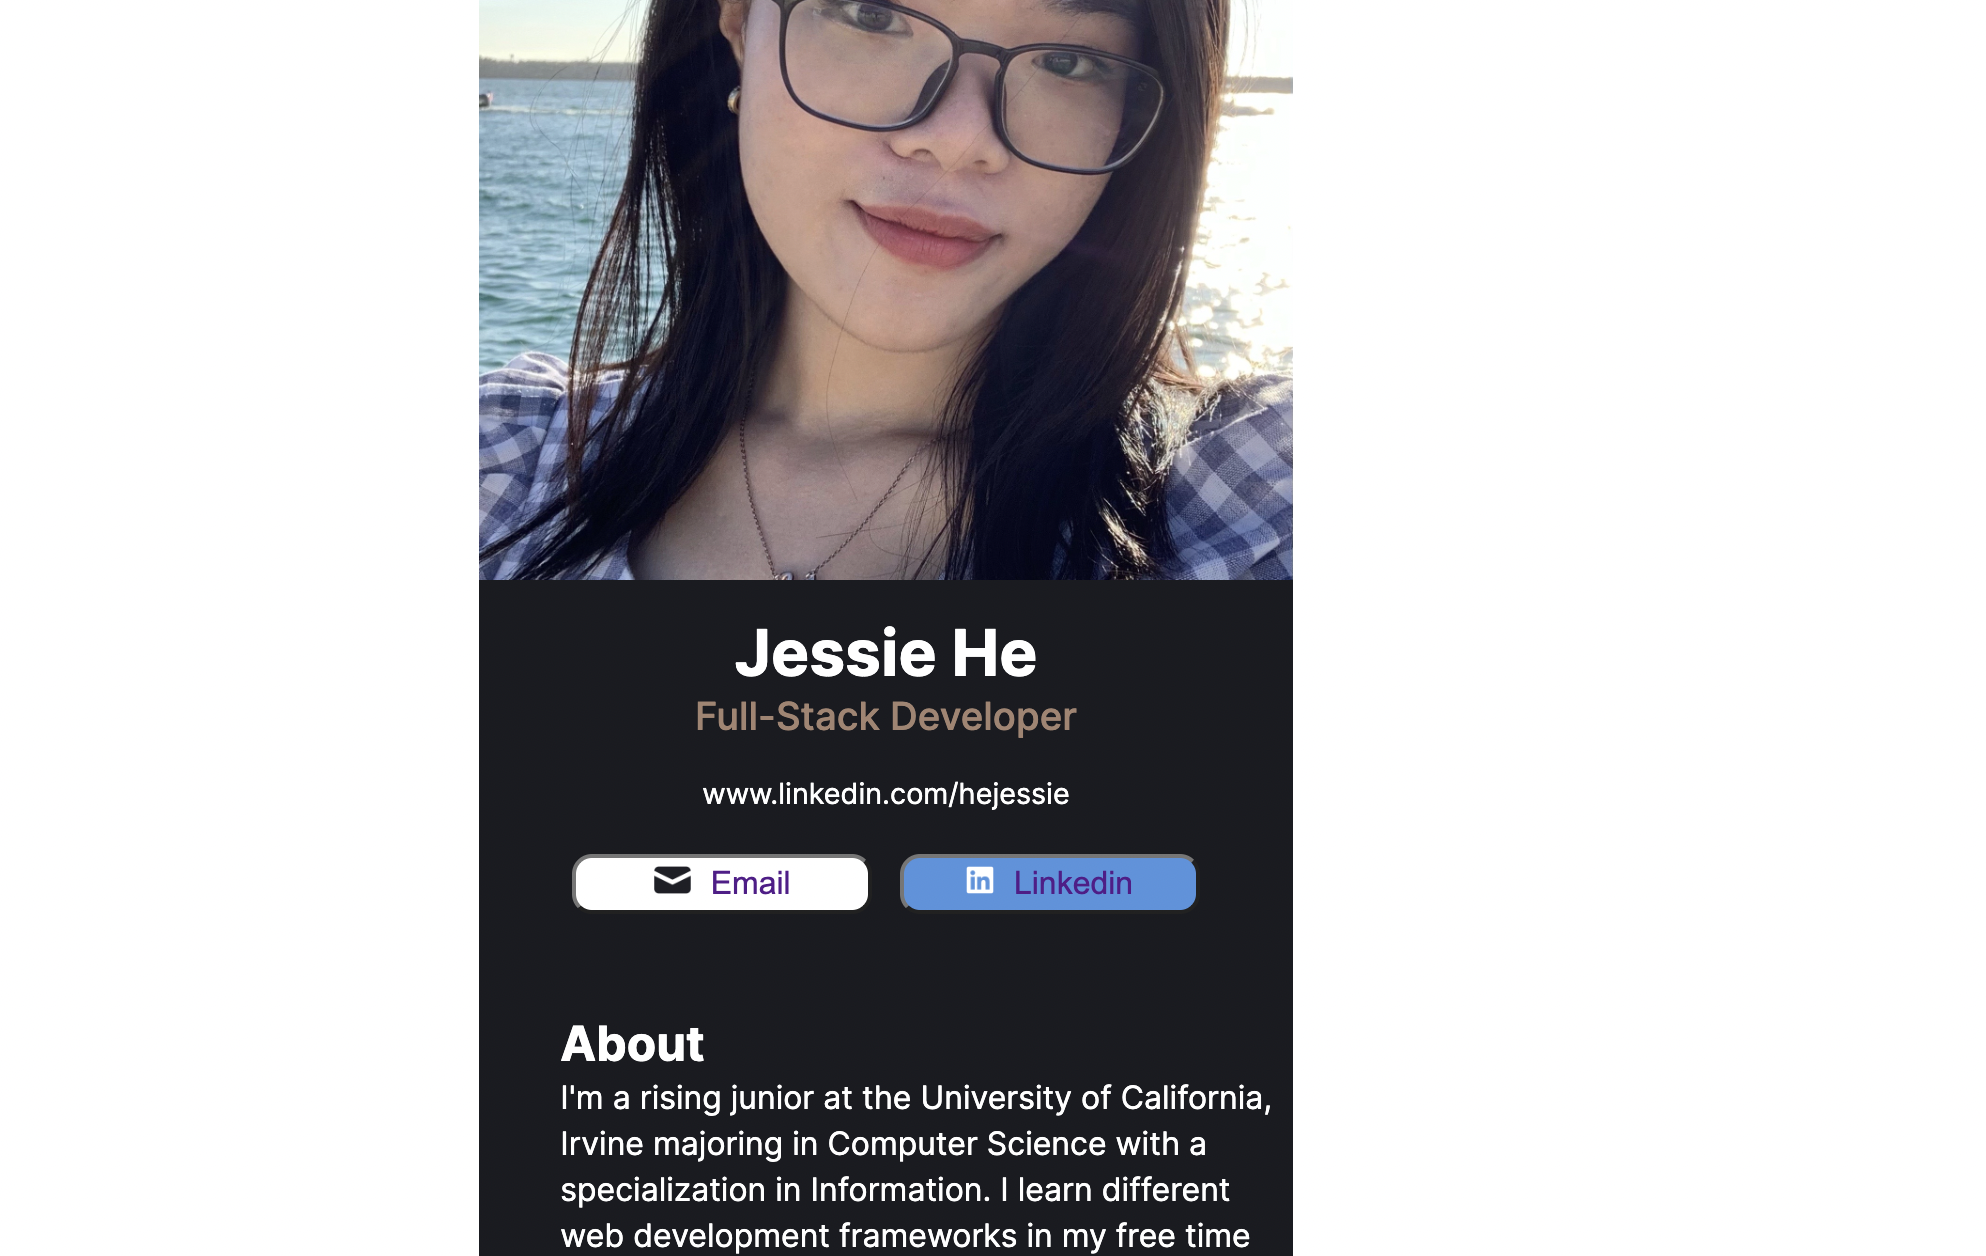 Jessie He
Full-Stack Developer
www.linkedin.com/hejessie
Email
in Linkedin
About
I'm a rising junior at the University of California,
Irvine majoring in Computer Science with a
specialization in Information. I learn different
web development frameworks in my free time